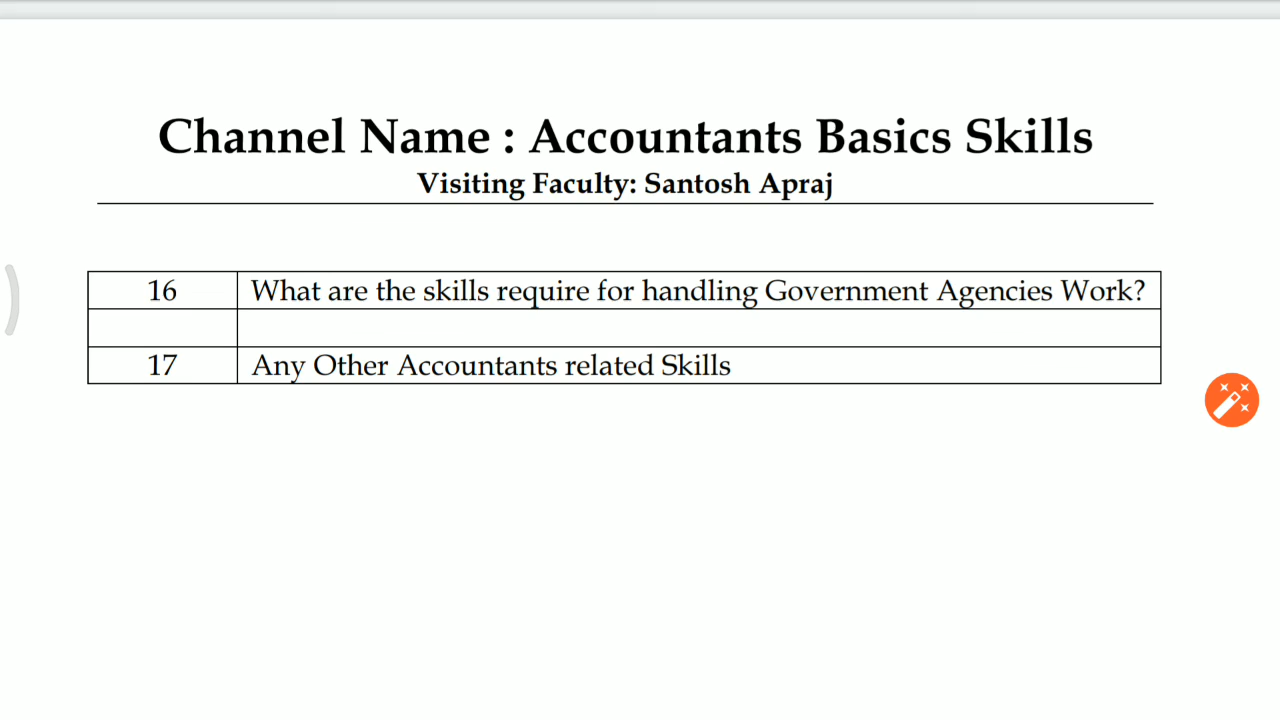 Channel Name : Accountants Basics Skills
Visiting Faculty: Santosh Apraj
16 What are the skills require for handling Government Agencies Work?
17 Any Other Accountants related Skills